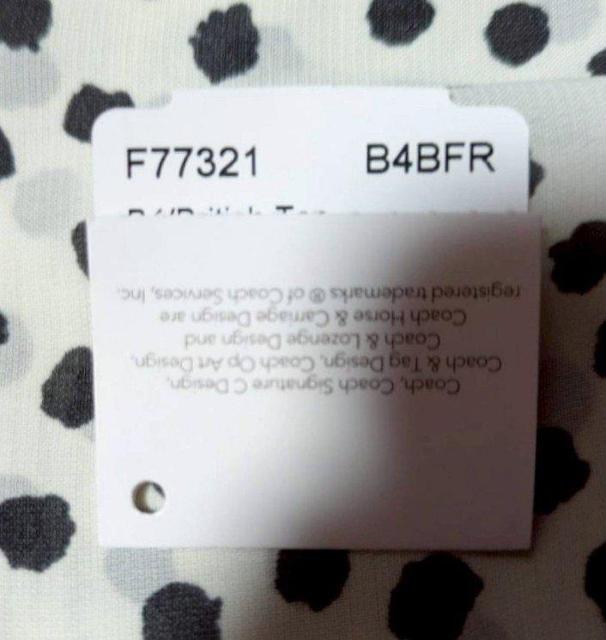 F77321 B4BFR
Coach, Coach Signature C Design,
Coach & Tag Design, Coach Op Art Design,
Coach & Lozenge Design and
Coach Horse & Carriage Design are
registered trademarks ® of Coach Services, Inc.